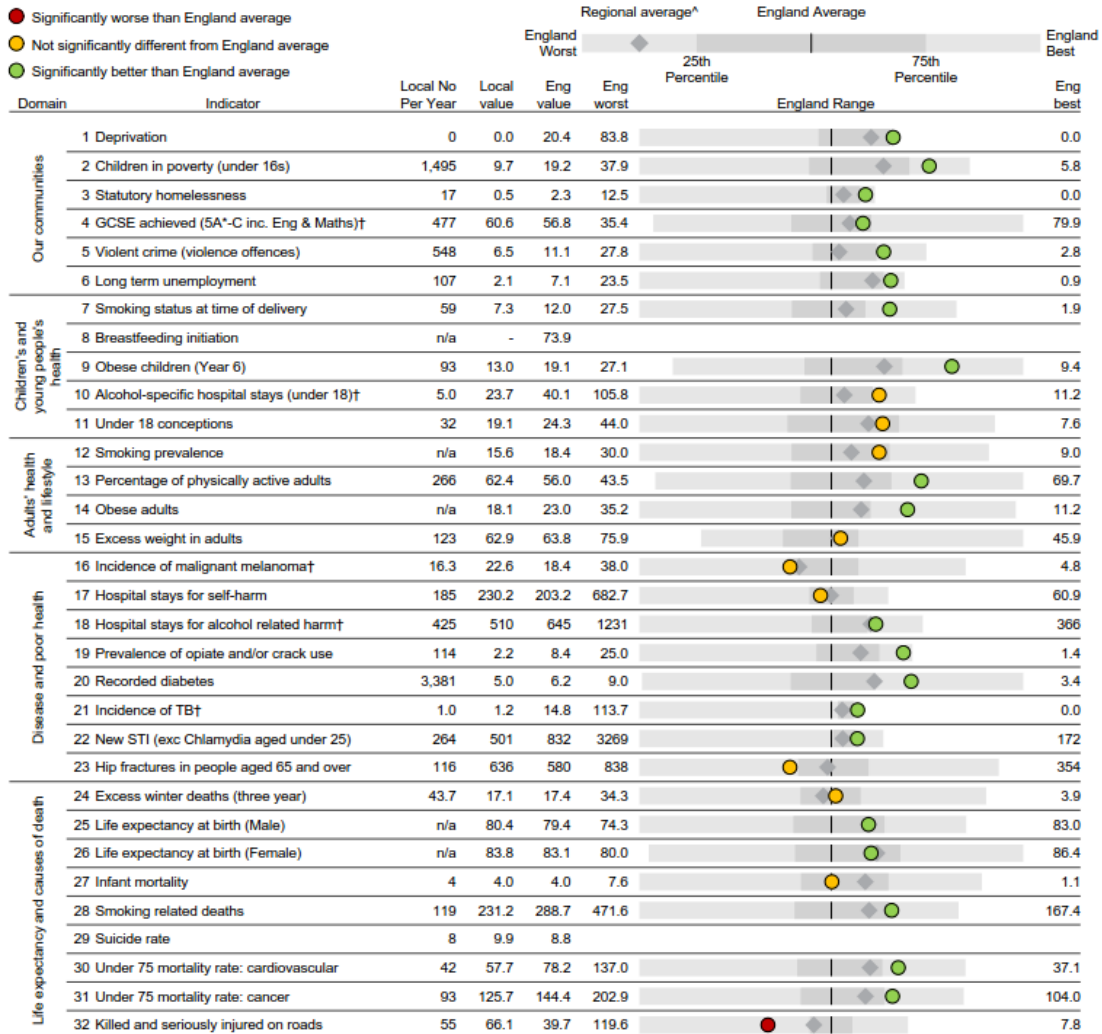 Significantly worse than England average
Not significantly different from England average
Significantly better than England average
Regional average^ England Average
England Worst England Best
25th Percentile 75th Percentile
Domain Indicator Local No Per Year Local value Eng value Eng worst England Range Eng best
Our communities
1 Deprivation 0 0.0 20.4 83.8 0.0
2 Children in poverty (under 16s) 1,495 9.7 19.2 37.9 5.8
3 Statutory homelessness 17 0.5 2.3 12.5 0.0
4 GCSE achieved (5A*-C inc. Eng & Maths)† 477 60.6 56.8 35.4 79.9
5 Violent crime (violence offences) 548 6.5 11.1 27.8 2.8
6 Long term unemployment 107 2.1 7.1 23.5 0.9
Children's and young people's health
7 Smoking status at time of delivery 59 7.3 12.0 27.5 1.9
8 Breastfeeding initiation n/a - 73.9
9 Obese children (Year 6) 93 13.0 19.1 27.1 9.4
10 Alcohol-specific hospital stays (under 18)† 5.0 23.7 40.1 105.8 11.2
11 Under 18 conceptions 32 19.1 24.3 44.0 7.6
Adults' health and lifestyle
12 Smoking prevalence n/a 15.6 18.4 30.0 9.0
13 Percentage of physically active adults 266 62.4 56.0 43.5 69.7
14 Obese adults n/a 18.1 23.0 35.2 11.2
15 Excess weight in adults 123 62.9 63.8 75.9 45.9
Disease and poor health
16 Incidence of malignant melanoma† 16.3 22.6 18.4 38.0 4.8
17 Hospital stays for self-harm 185 230.2 203.2 682.7 60.9
18 Hospital stays for alcohol related harm† 425 510 645 1231 366
19 Prevalence of opiate and/or crack use 114 2.2 8.4 25.0 1.4
20 Recorded diabetes 3,381 5.0 6.2 9.0 3.4
21 Incidence of TB† 1.0 1.2 14.8 113.7 0.0
22 New STI (exc Chlamydia aged under 25) 264 501 832 3269 172
23 Hip fractures in people aged 65 and over 116 636 580 838 354
Life expectancy and causes of death
24 Excess winter deaths (three year) 43.7 17.1 17.4 34.3 3.9
25 Life expectancy at birth (Male) n/a 80.4 79.4 74.3 83.0
26 Life expectancy at birth (Female) n/a 83.8 83.1 80.0 86.4
27 Infant mortality 4 4.0 4.0 7.6 1.1
28 Smoking related deaths 119 231.2 288.7 471.6 167.4
29 Suicide rate 8 9.9 8.8
30 Under 75 mortality rate: cardiovascular 42 57.7 78.2 137.0 37.1
31 Under 75 mortality rate: cancer 93 125.7 144.4 202.9 104.0
32 Killed and seriously injured on roads 55 66.1 39.7 119.6 7.8